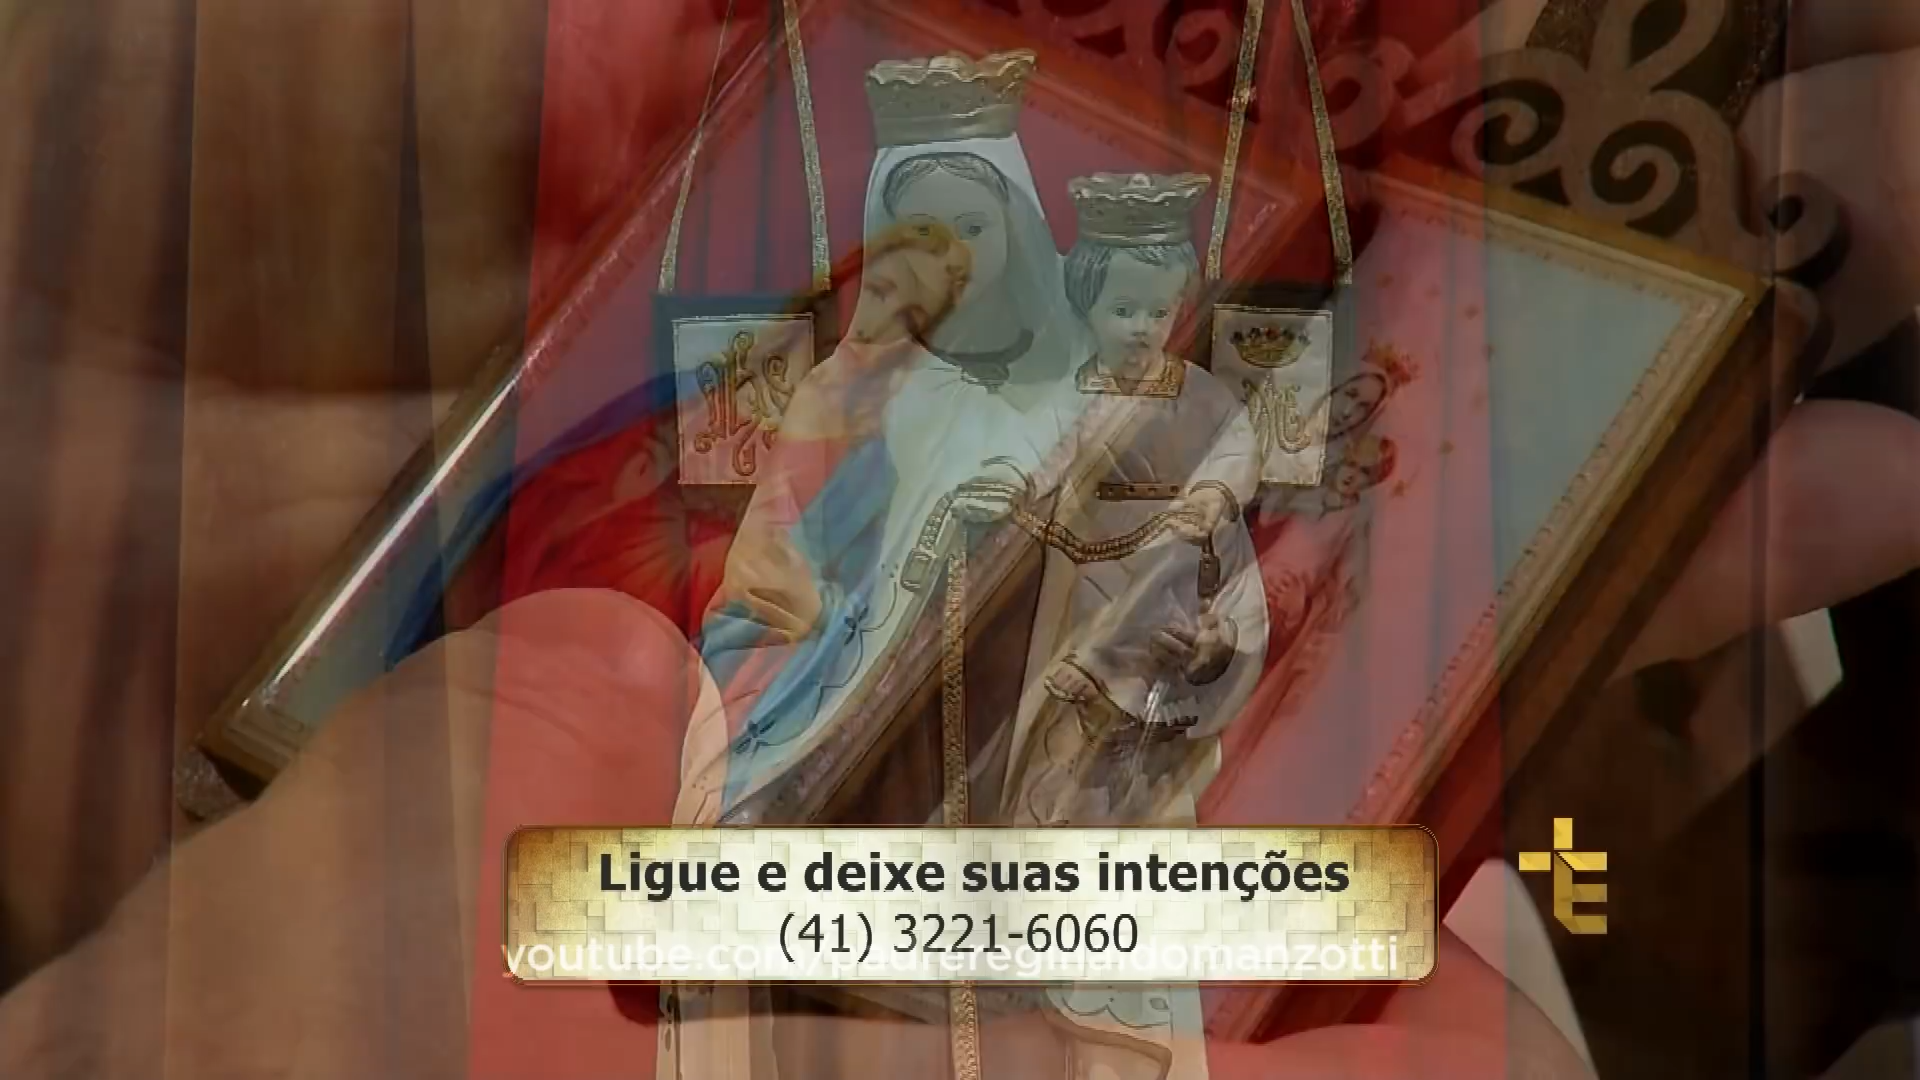 Ligue e deixe suas intenções
(41) 3221-6060
youtube.com/padrereginaldomanzotti